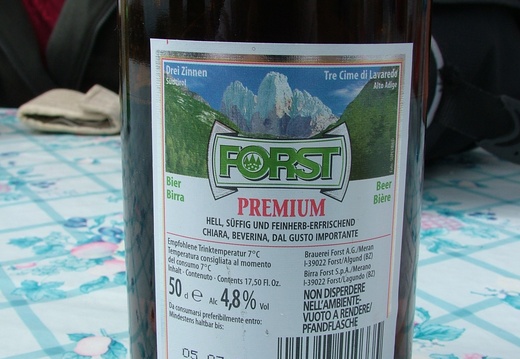 Drei Zinnen
Südtirol
Tre Cime di Lavaredo
Alto Adige
FORST
Bier
Birra
Beer
Bière
PREMIUM
HELL, SÜFFIG UND FEINHERB-ERFRISCHEND
CHIARA, BEVERINA, DAL GUSTO IMPORTANTE
Empfohlene Trinktemperatur 7°C
Temperatura consigliata al momento
del consumo 7°C
Inhalt · Contenuto · Contents 17,50 Fl. Oz.
50 cl e Alc 4,8% Vol
Da consumarsi preferibilmente entro:
Mindestens haltbar bis:
05 07
Brauerei Forst A.G./Meran
I-39022 Forst/Algund (BZ)
Birra Forst S.p.A./Merano
I-39022 Forst/Lagundo (BZ)
NON DISPERDERE
NELL'AMBIENTE-
VUOTO A RENDERE/
PFANDFLASCHE